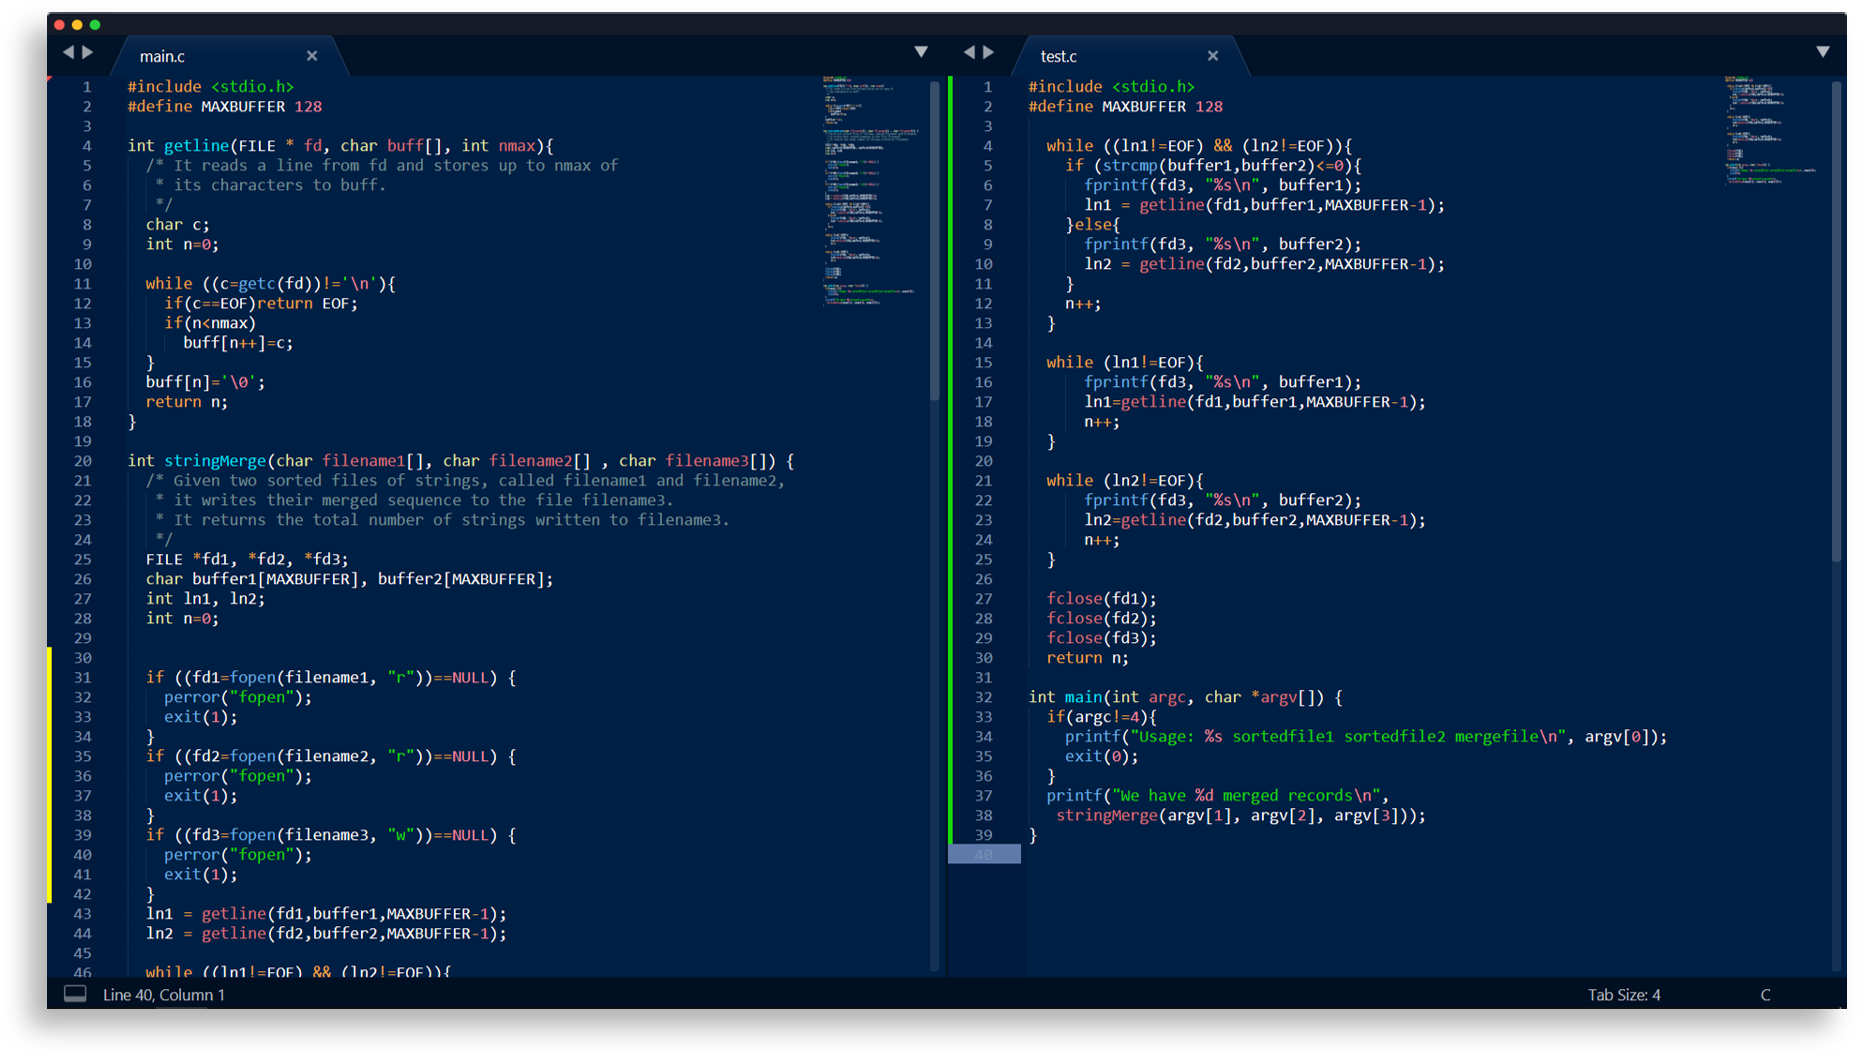 main.c
1 #include <stdio.h>
2 #define MAXBUFFER 128
3
4 int getline(FILE * fd, char buff[], int nmax){
5 /* It reads a line from fd and stores up to nmax of
6 * its characters to buff.
7 */
8 char c;
9 int n=0;
10
11 while ((c=getc(fd))!='\n'){
12 if(c==EOF)return EOF;
13 if(n<nmax)
14 buff[n++]=c;
15 }
16 buff[n]='\0';
17 return n;
18 }
19
20 int stringMerge(char filename1[], char filename2[] , char filename3[]) {
21 /* Given two sorted files of strings, called filename1 and filename2,
22 * it writes their merged sequence to the file filename3.
23 * It returns the total number of strings written to filename3.
24 */
25 FILE *fd1, *fd2, *fd3;
26 char buffer1[MAXBUFFER], buffer2[MAXBUFFER];
27 int ln1, ln2;
28 int n=0;
29
30
31 if ((fd1=fopen(filename1, "r"))==NULL) {
32 perror("fopen");
33 exit(1);
34 }
35 if ((fd2=fopen(filename2, "r"))==NULL) {
36 perror("fopen");
37 exit(1);
38 }
39 if ((fd3=fopen(filename3, "w"))==NULL) {
40 perror("fopen");
41 exit(1);
42 }
43 ln1 = getline(fd1,buffer1,MAXBUFFER-1);
44 ln2 = getline(fd2,buffer2,MAXBUFFER-1);
45
46 while ((ln1!=EOF) && (ln2!=EOF)){
test.c
1 #include <stdio.h>
2 #define MAXBUFFER 128
3
4 while ((ln1!=EOF) && (ln2!=EOF)){
5 if (strcmp(buffer1,buffer2)<=0){
6 fprintf(fd3, "%s\n", buffer1);
7 ln1 = getline(fd1,buffer1,MAXBUFFER-1);
8 }else{
9 fprintf(fd3, "%s\n", buffer2);
10 ln2 = getline(fd2,buffer2,MAXBUFFER-1);
11 }
12 n++;
13 }
14
15 while (ln1!=EOF){
16 fprintf(fd3, "%s\n", buffer1);
17 ln1=getline(fd1,buffer1,MAXBUFFER-1);
18 n++;
19 }
20
21 while (ln2!=EOF){
22 fprintf(fd3, "%s\n", buffer2);
23 ln2=getline(fd2,buffer2,MAXBUFFER-1);
24 n++;
25 }
26
27 fclose(fd1);
28 fclose(fd2);
29 fclose(fd3);
30 return n;
31
32 int main(int argc, char *argv[]) {
33 if(argc!=4){
34 printf("Usage: %s sortedfile1 sortedfile2 mergefile\n", argv[0]);
35 exit(0);
36 }
37 printf("We have %d merged records\n",
38 stringMerge(argv[1], argv[2], argv[3]));
39 }
40
Line 40, Column 1
Tab Size: 4
C